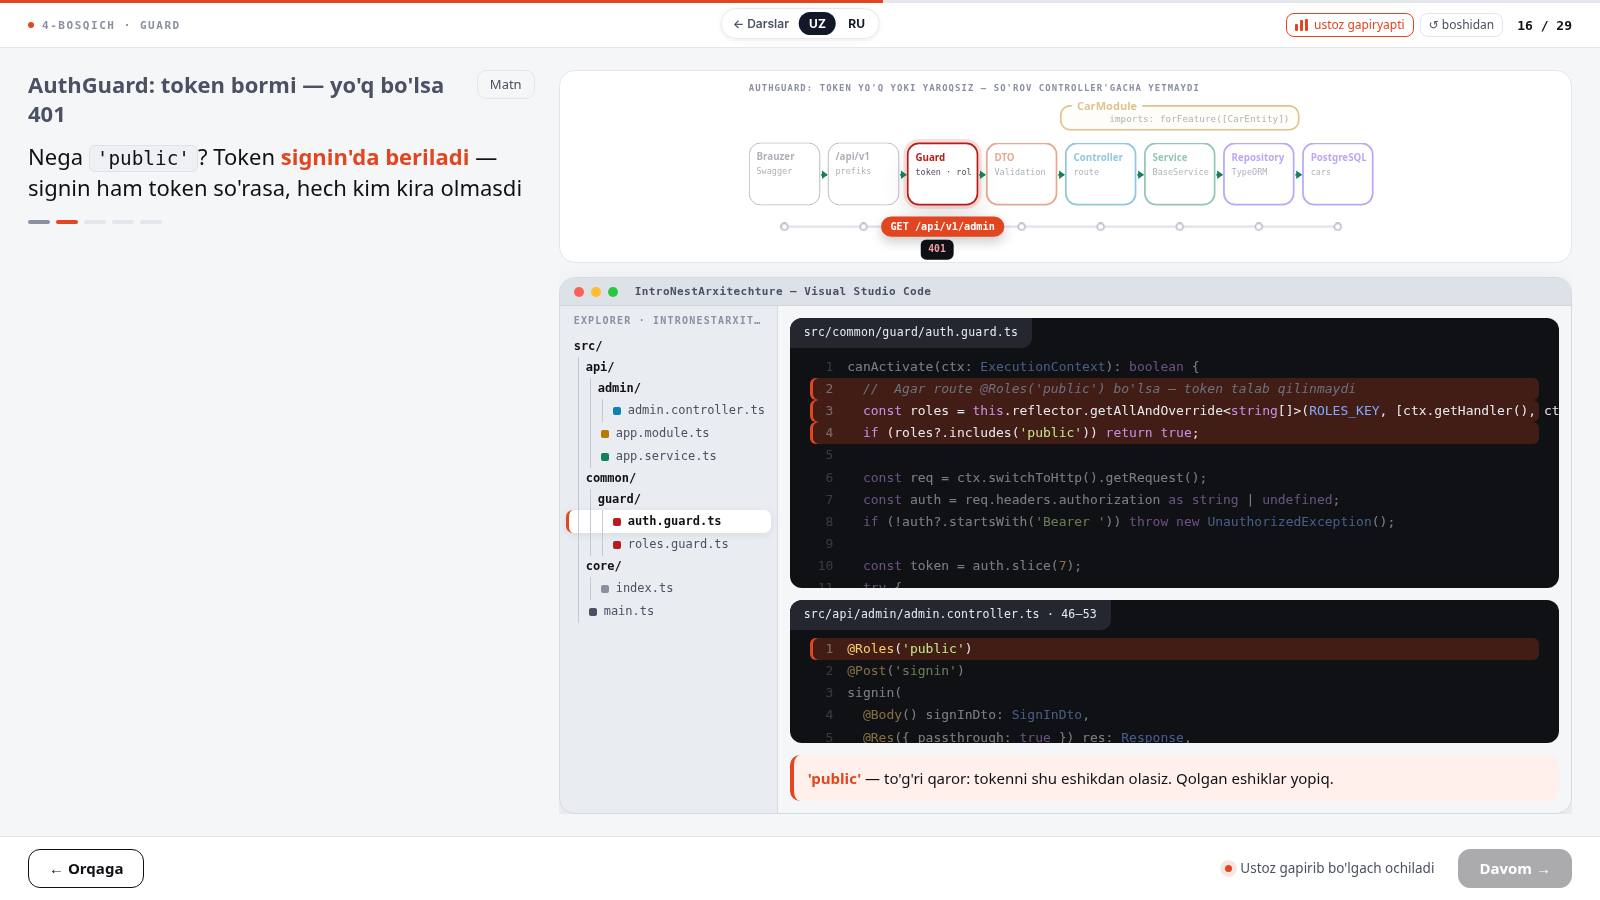 4-BOSQICH · GUARD
← Darslar UZ RU
ustoz gapiryapti
↺ boshidan
16 / 29
AuthGuard: token bormi — yo'q bo'lsa
401
Matn
Nega 'public'? Token signin'da beriladi —
signin ham token so'rasa, hech kim kira olmasdi
AUTHGUARD: TOKEN YO'Q YOKI YAROQSIZ — SO'ROV CONTROLLER'GACHA YETMAYDI
CarModule
imports: forFeature([CarEntity])
Brauzer
Swagger
/api/v1
prefiks
Guard
token · rol
DTO
Validation
Controller
route
Service
BaseService
Repository
TypeORM
PostgreSQL
cars
GET /api/v1/admin
401
IntroNestArxitechture — Visual Studio Code
EXPLORER · INTRONESTARXIT…
src/
api/
admin/
admin.controller.ts
app.module.ts
app.service.ts
common/
guard/
auth.guard.ts
roles.guard.ts
core/
index.ts
main.ts
src/common/guard/auth.guard.ts
1 canActivate(ctx: ExecutionContext): boolean {
2 // Agar route @Roles('public') bo'lsa — token talab qilinmaydi
3 const roles = this.reflector.getAllAndOverride<string[]>(ROLES_KEY, [ctx.getHandler(), ct
4 if (roles?.includes('public')) return true;
5
6 const req = ctx.switchToHttp().getRequest();
7 const auth = req.headers.authorization as string | undefined;
8 if (!auth?.startsWith('Bearer ')) throw new UnauthorizedException();
9
10 const token = auth.slice(7);
11 try {
src/api/admin/admin.controller.ts · 46–53
1 @Roles('public')
2 @Post('signin')
3 signin(
4 @Body() signInDto: SignInDto,
5 @Res({ passthrough: true }) res: Response,
'public' — to'g'ri qaror: tokenni shu eshikdan olasiz. Qolgan eshiklar yopiq.
← Orqaga
Ustoz gapirib bo'lgach ochiladi
Davom →